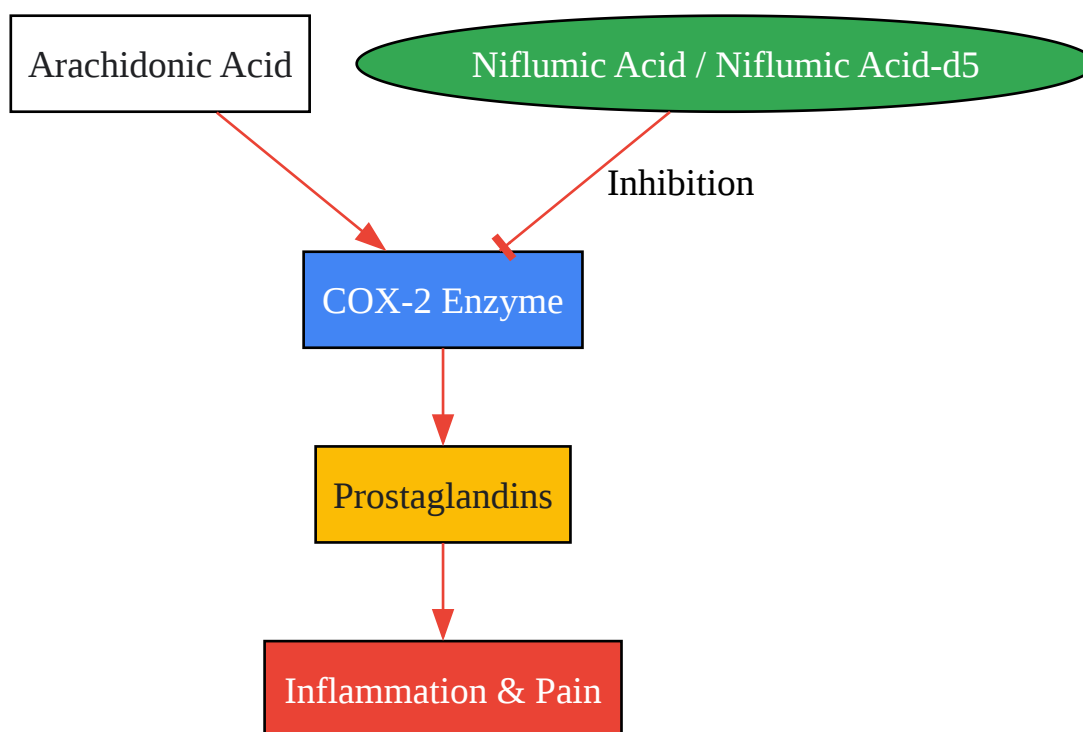 Arachidonic Acid
Niflumic Acid / Niflumic Acid-d5
Inhibition
COX-2 Enzyme
Prostaglandins
Inflammation & Pain